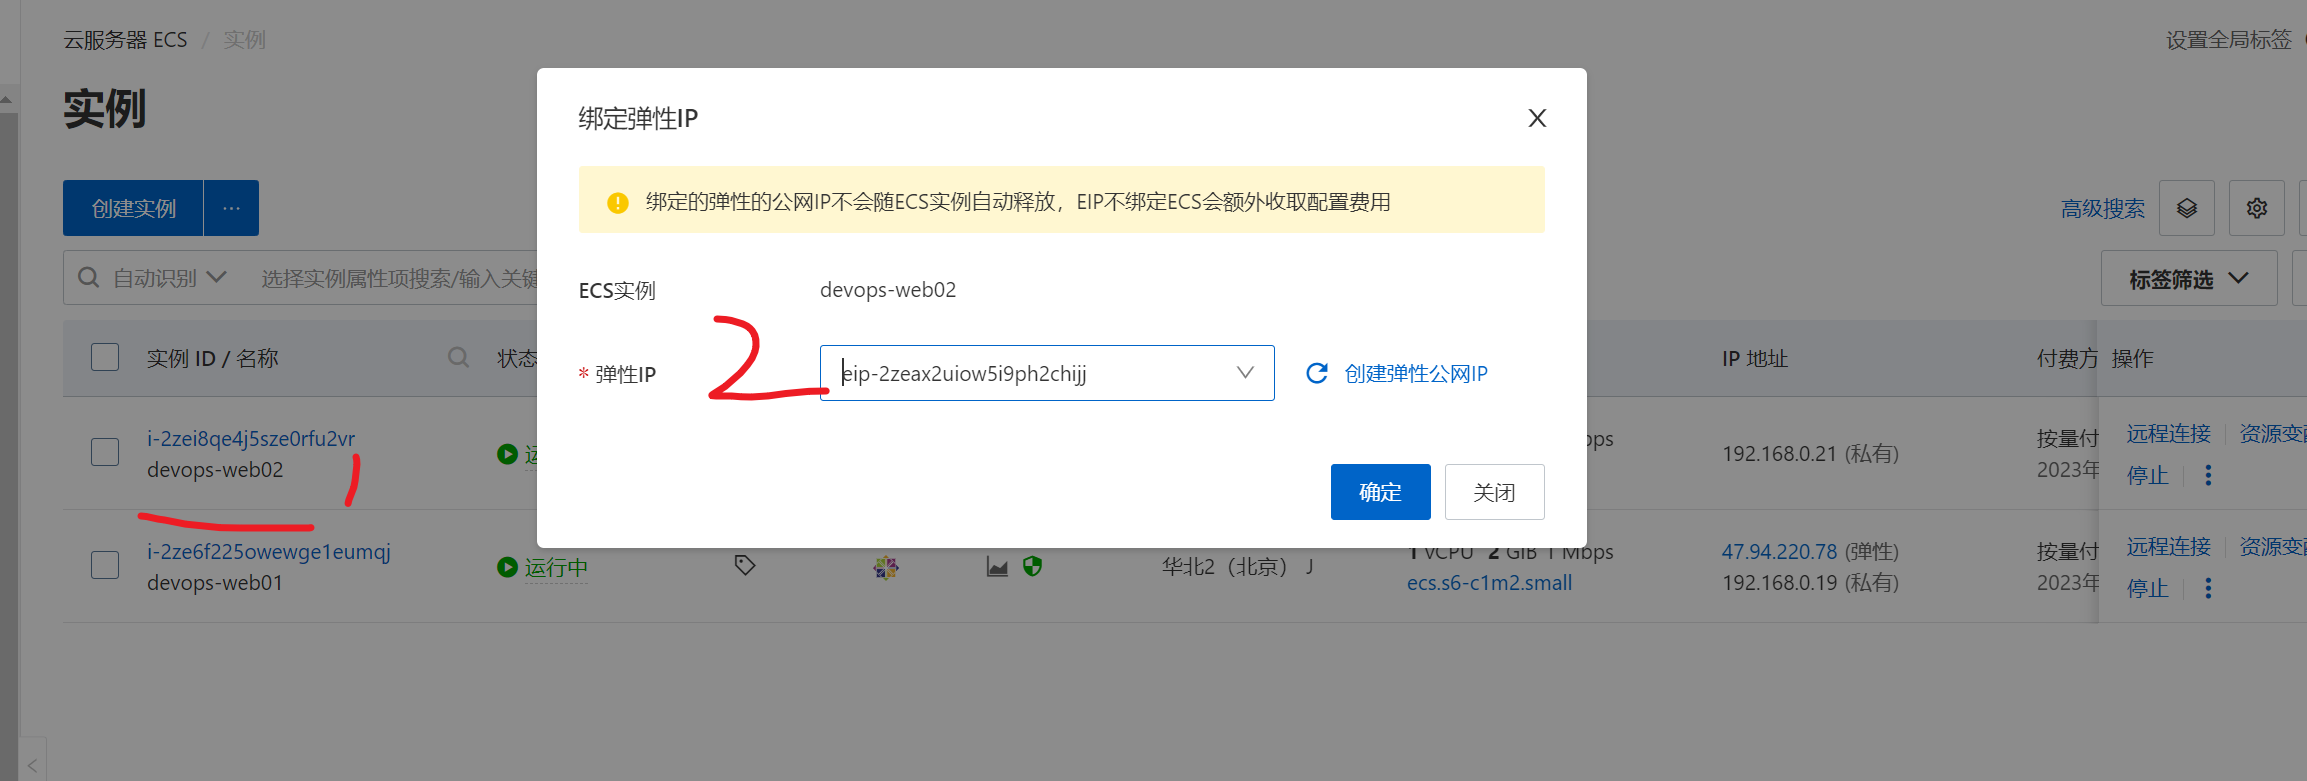 云服务器 ECS / 实例
设置全局标签
实例
创建实例 ···
高级搜索
自动识别 选择实例属性项搜索/输入关键
标签筛选
实例 ID / 名称 状态
IP 地址 付费方 操作
i-2zei8qe4j5sze0rfu2vr
devops-web02
192.168.0.21 (私有)
按量付
2023年
远程连接 资源变配
停止
1
i-2ze6f225owewge1eumqj
devops-web01
运行中
华北2（北京） J
1 vCPU 2 GiB 1 Mbps
ecs.s6-c1m2.small
47.94.220.78 (弹性)
192.168.0.19 (私有)
按量付
2023年
远程连接 资源变配
停止
绑定弹性IP X
绑定的弹性的公网IP不会随ECS实例自动释放，EIP不绑定ECS会额外收取配置费用
ECS实例 devops-web02
* 弹性IP 2 eip-2zeax2uiow5i9ph2chijj 创建弹性公网IP
确定 关闭